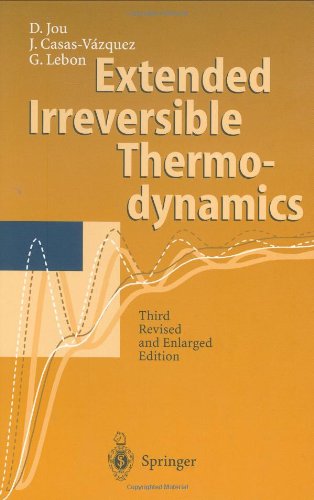 D. Jou
J. Casas-Vázquez
G. Lebon
Extended
Irreversible
Thermo-
dynamics
Third
Revised
and Enlarged
Edition
Springer